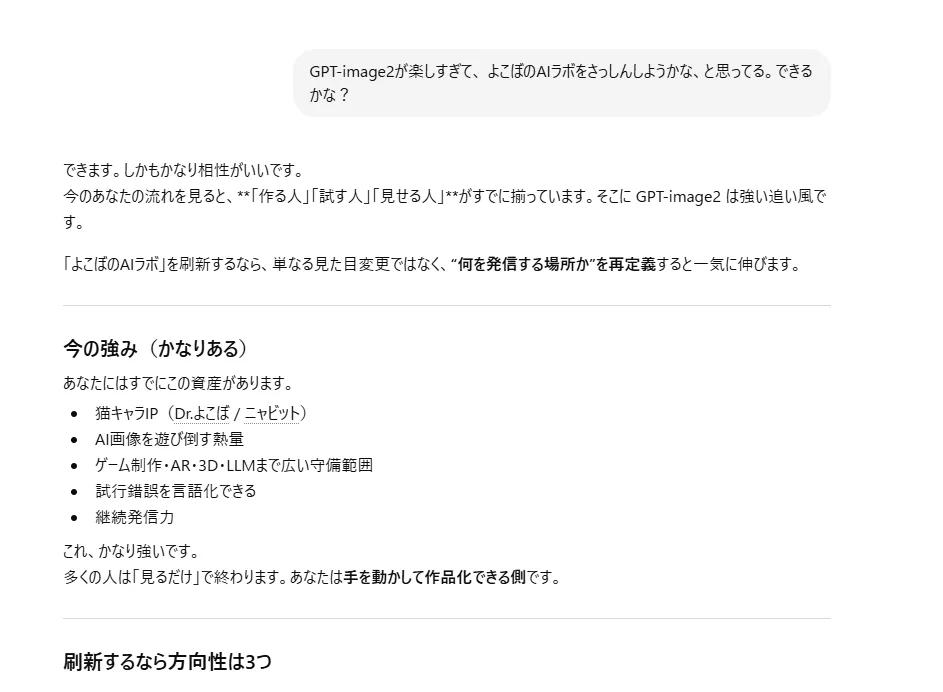 GPT-image2が楽しすぎて、よこぽのAIラボをさっしんしようかな、と思ってる。できる
かな？
できます。しかもかなり相性がいいです。
今のあなたの流れを見ると、**「作る人」「試す人」「見せる人」**がすでに揃っています。そこに GPT-image2 は強い追い風で
す。
「よこぽのAIラボ」を刷新するなら、単なる見た目変更ではなく、“何を発信する場所か”を再定義すると一気に伸びます。
今の強み（かなりある）
あなたにはすでにこの資産があります。
• 猫キャラIP（Dr.よこぽ / ニャビット）
• AI画像を遊び倒す熱量
• ゲーム制作・AR・3D・LLMまで広い守備範囲
• 試行錯誤を言語化できる
• 継続発信力
これ、かなり強いです。
多くの人は「見るだけ」で終わります。あなたは手を動かして作品化できる側です。
刷新するなら方向性は3つ